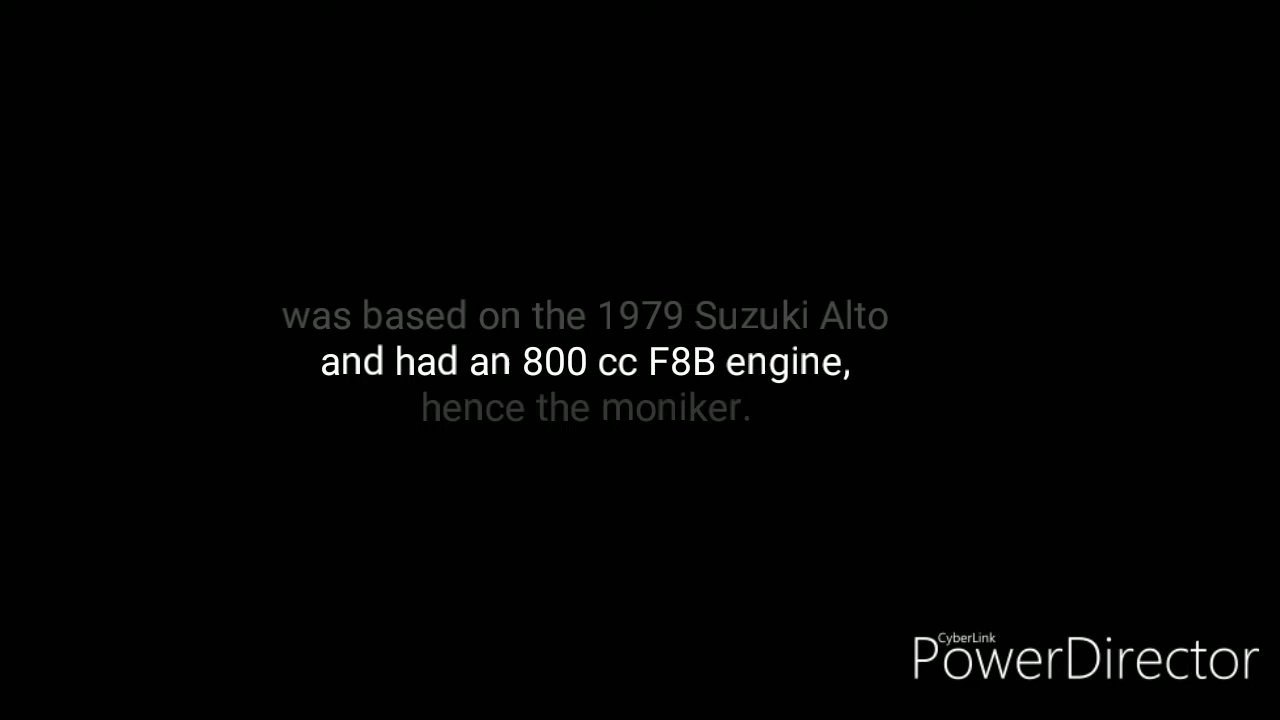 was based on the 1979 Suzuki Alto
and had an 800 cc F8B engine,
hence the moniker.
CyberLink
PowerDirector